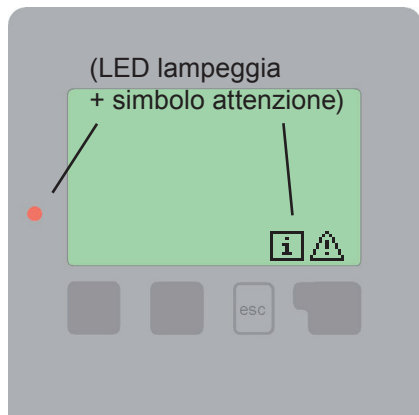 (LED lampeggia
+ simbolo attenzione)
i
esc